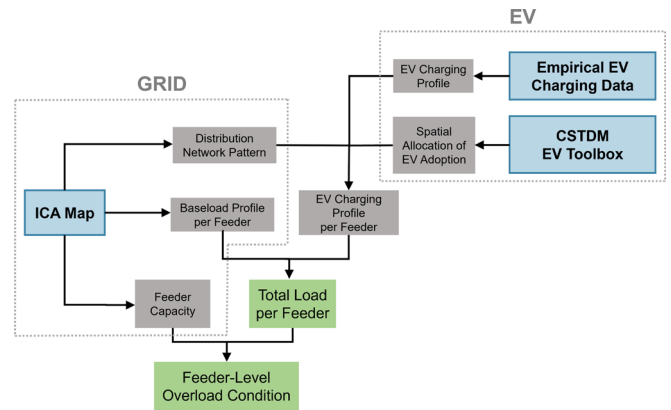 EV
EV Charging
Profile
Empirical EV
Charging Data
GRID
Distribution
Network Pattern
Spatial
Allocation of
EV Adoption
CSTDM
EV Toolbox
ICA Map
Baseload Profile
per Feeder
EV Charging
Profile
per Feeder
Feeder
Capacity
Total Load
per Feeder
Feeder-Level
Overload Condition